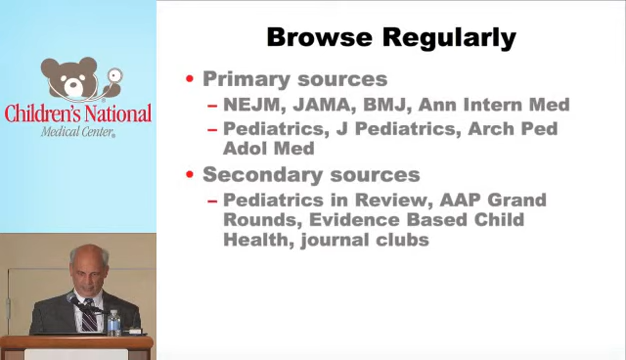 Browse Regularly
• Primary sources
– NEJM, JAMA, BMJ, Ann Intern Med
– Pediatrics, J Pediatrics, Arch Ped
Adol Med
• Secondary sources
– Pediatrics in Review, AAP Grand
Rounds, Evidence Based Child
Health, journal clubs
Children's National
Medical Center®